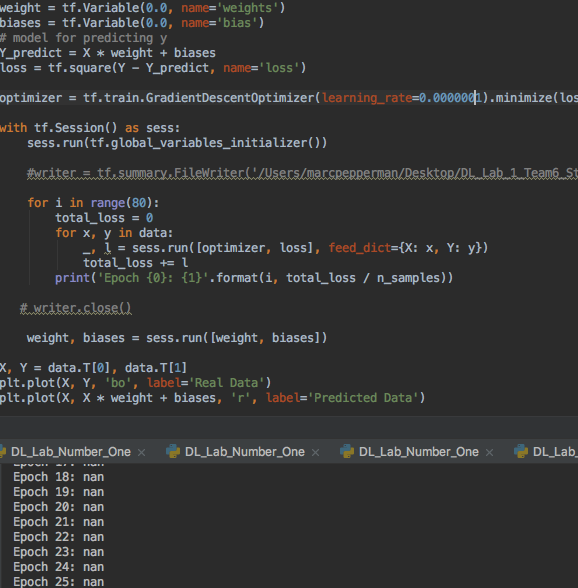 weight = tf.Variable(0.0, name='weights')
biases = tf.Variable(0.0, name='bias')
# model for predicting y
Y_predict = X * weight + biases
loss = tf.square(Y - Y_predict, name='loss')
optimizer = tf.train.GradientDescentOptimizer(learning_rate=0.0000001).minimize(los
with tf.Session() as sess:
sess.run(tf.global_variables_initializer())
#writer = tf.summary.FileWriter('/Users/marcpepperman/Desktop/DL_Lab_1_Team6_St
for i in range(80):
total_loss = 0
for x, y in data:
_, l = sess.run([optimizer, loss], feed_dict={X: x, Y: y})
total_loss += l
print('Epoch {0}: {1}'.format(i, total_loss / n_samples))
# writer.close()
weight, biases = sess.run([weight, biases])
X, Y = data.T[0], data.T[1]
plt.plot(X, Y, 'bo', label='Real Data')
plt.plot(X, X * weight + biases, 'r', label='Predicted Data')
DL_Lab_Number_One × DL_Lab_Number_One × DL_Lab_Number_One × DL_Lab_
Epoch 17: nan
Epoch 18: nan
Epoch 19: nan
Epoch 20: nan
Epoch 21: nan
Epoch 22: nan
Epoch 23: nan
Epoch 24: nan
Epoch 25: nan